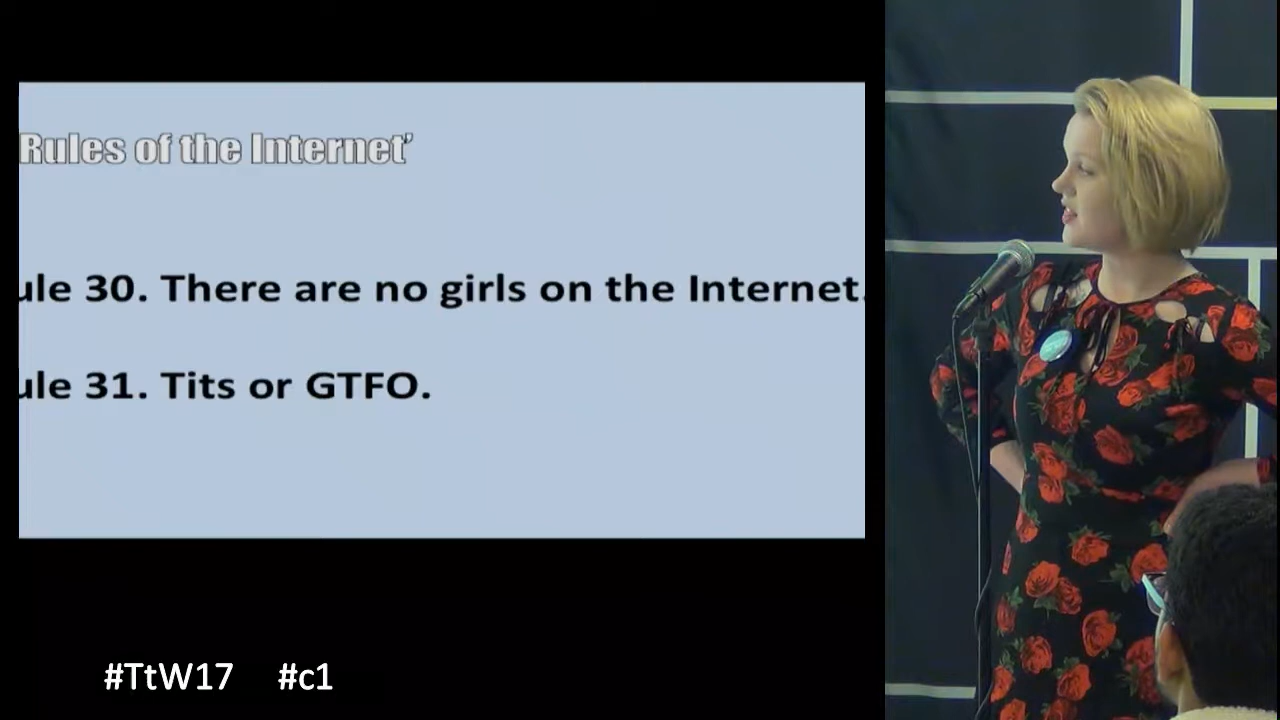 Rules of the Internet'
ule 30. There are no girls on the Internet.
ule 31. Tits or GTFO.
#TtW17 #c1